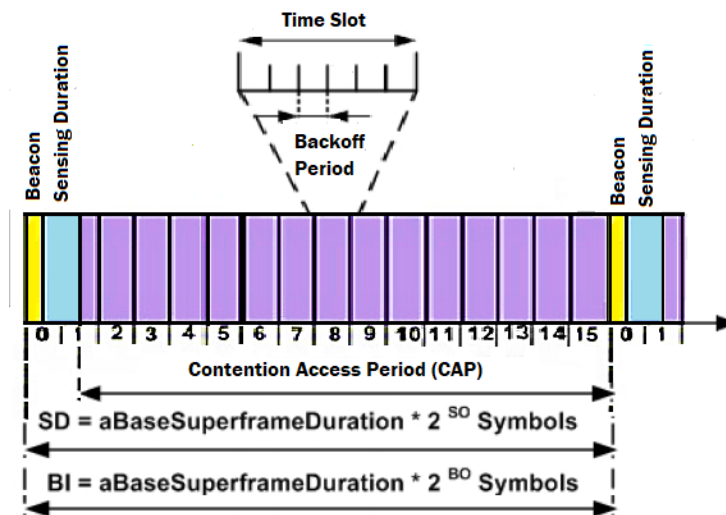 Time Slot
Backoff
Period
Beacon
Sensing Duration
Beacon
Sensing Duration
0 1 2 3 4 5 6 7 8 9 10 11 12 13 14 15 0 1
Contention Access Period (CAP)
SD = aBaseSuperframeDuration * 2 SO Symbols
BI = aBaseSuperframeDuration * 2 BO Symbols